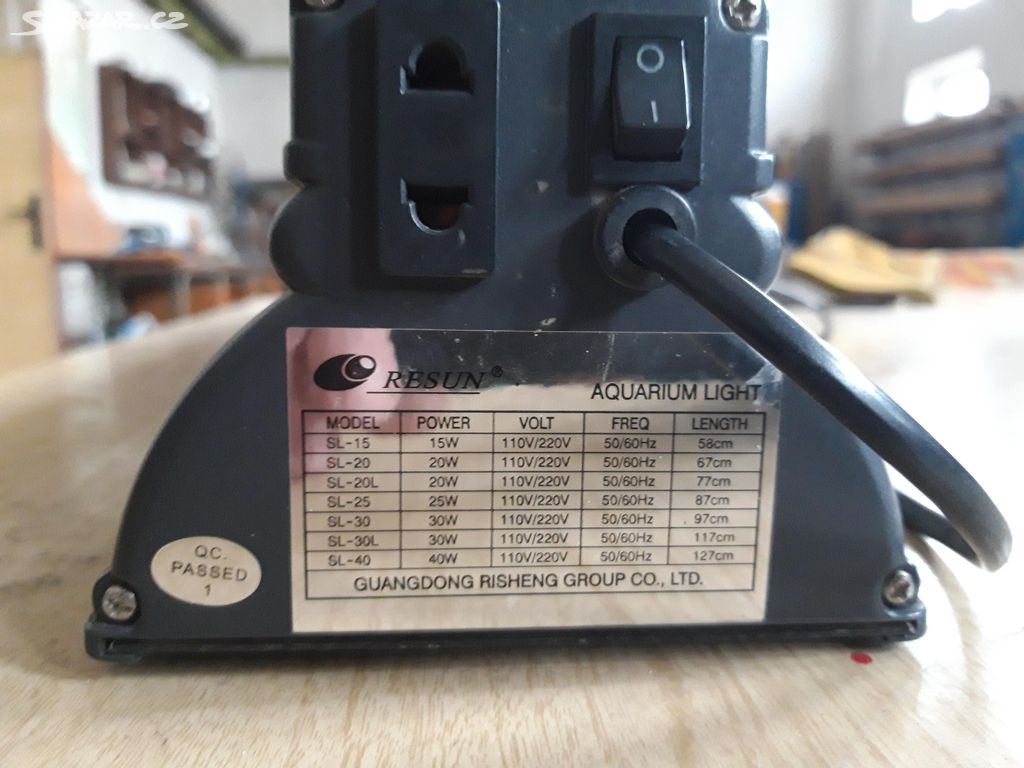 SBAZAR.CZ
O
I
RESUN®
AQUARIUM LIGHT
MODEL POWER VOLT FREQ LENGTH
SL-15 15W 110V/220V 50/60Hz 58cm
SL-20 20W 110V/220V 50/60Hz 67cm
SL-20L 20W 110V/220V 50/60Hz 77cm
SL-25 25W 110V/220V 50/60Hz 87cm
SL-30 30W 110V/220V 50/60Hz 97cm
SL-30L 30W 110V/220V 50/60Hz 117cm
SL-40 40W 110V/220V 50/60Hz 127cm
GUANGDONG RISHENG GROUP CO., LTD.
QC.
PASSED
1